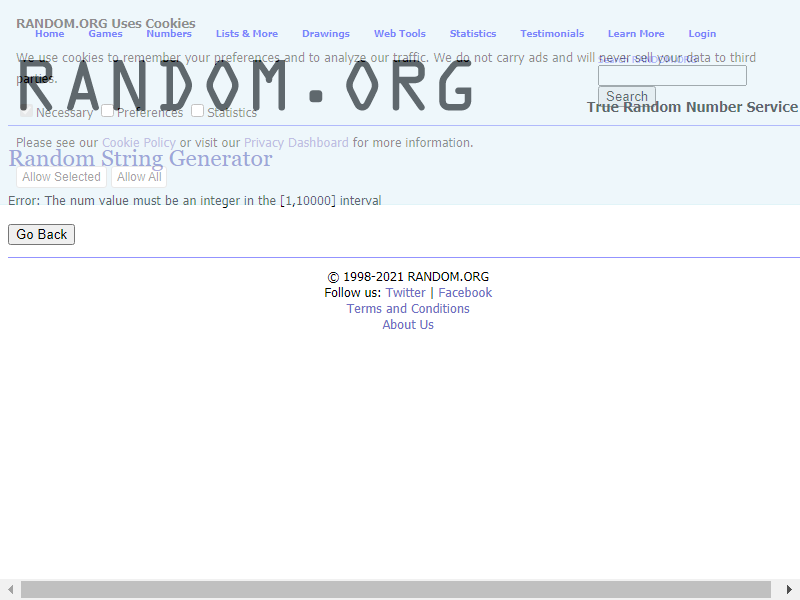 RANDOM.ORG Uses Cookies
Home Games Numbers Lists & More Drawings Web Tools Statistics Testimonials Learn More Login
We use cookies to remember your preferences and to analyze our traffic. We do not carry ads and will never sell your data to third
parties.
RANDOM.ORG
Search
True Random Number Service
Necessary Preferences Statistics
Please see our Cookie Policy or visit our Privacy Dashboard for more information.
Random String Generator
Allow Selected Allow All
Error: The num value must be an integer in the [1,10000] interval
Go Back
© 1998-2021 RANDOM.ORG
Follow us: Twitter | Facebook
Terms and Conditions
About Us